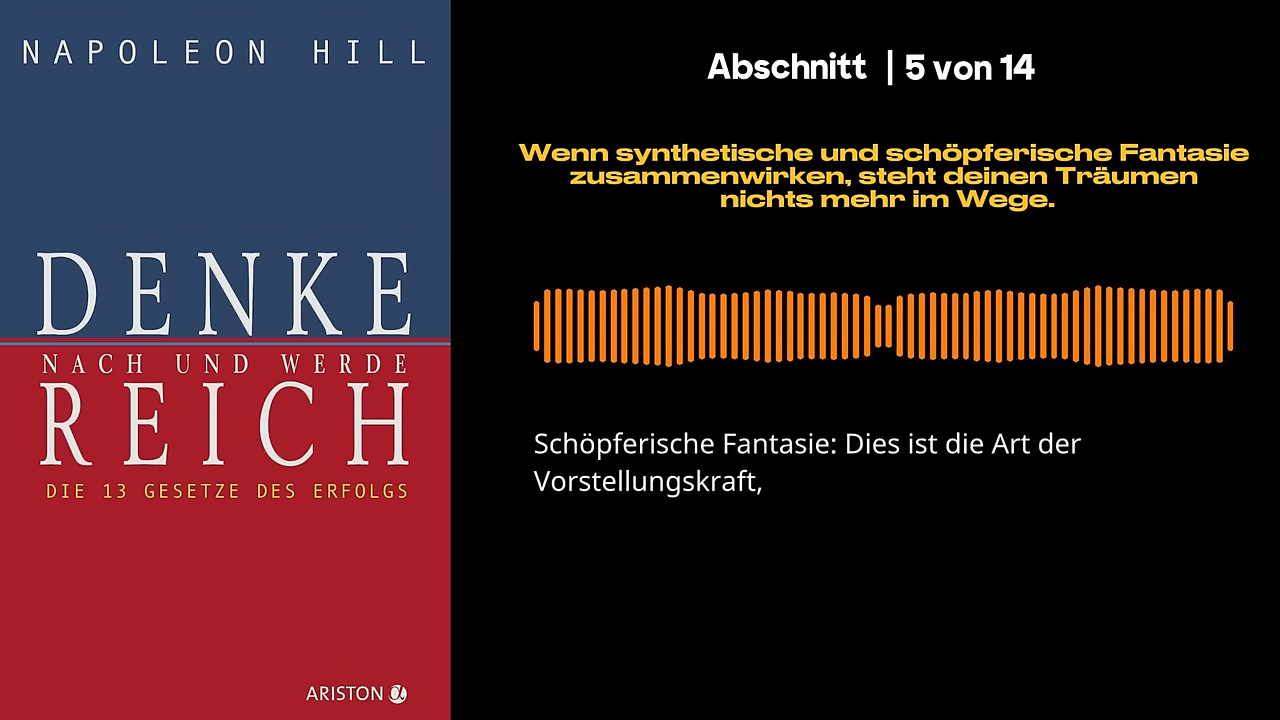 NAPOLEON HILL
DENKE
NACH UND WERDE
REICH
DIE 13 GESETZE DES ERFOLGS
ARISTON
Abschnitt | 5 von 14
Wenn synthetische und schöpferische Fantasie
zusammenwirken, steht deinen Träumen
nichts mehr im Wege.
Schöpferische Fantasie: Dies ist die Art der
Vorstellungskraft,